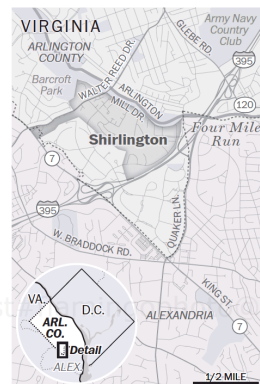 VIRGINIA
ARLINGTON
COUNTY
Barcroft
Park
Army Navy
Country
Club
GLEBE RD.
395
WALTER REED DR.
ARLINGTON
MILL DR.
120
Shirlington
Four Mile
Run
7
395
QUAKER LN.
W. BRADDOCK RD.
KING ST.
VA.
D.C.
ARL.
CO.
Detail
ALEX.
ALEXANDRIA
7
1/2 MILE